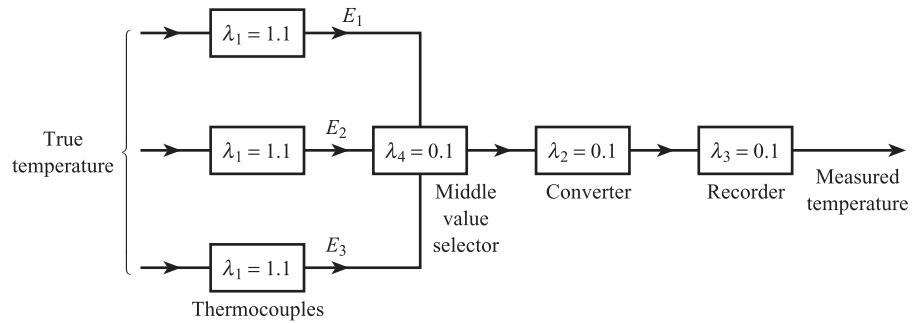 λ₁ = 1.1
E₁
True
temperature
λ₁ = 1.1
E₂
λ₄ = 0.1
λ₂ = 0.1
λ₃ = 0.1
Middle
value
selector
Converter
Recorder
Measured
temperature
λ₁ = 1.1
E₃
Thermocouples